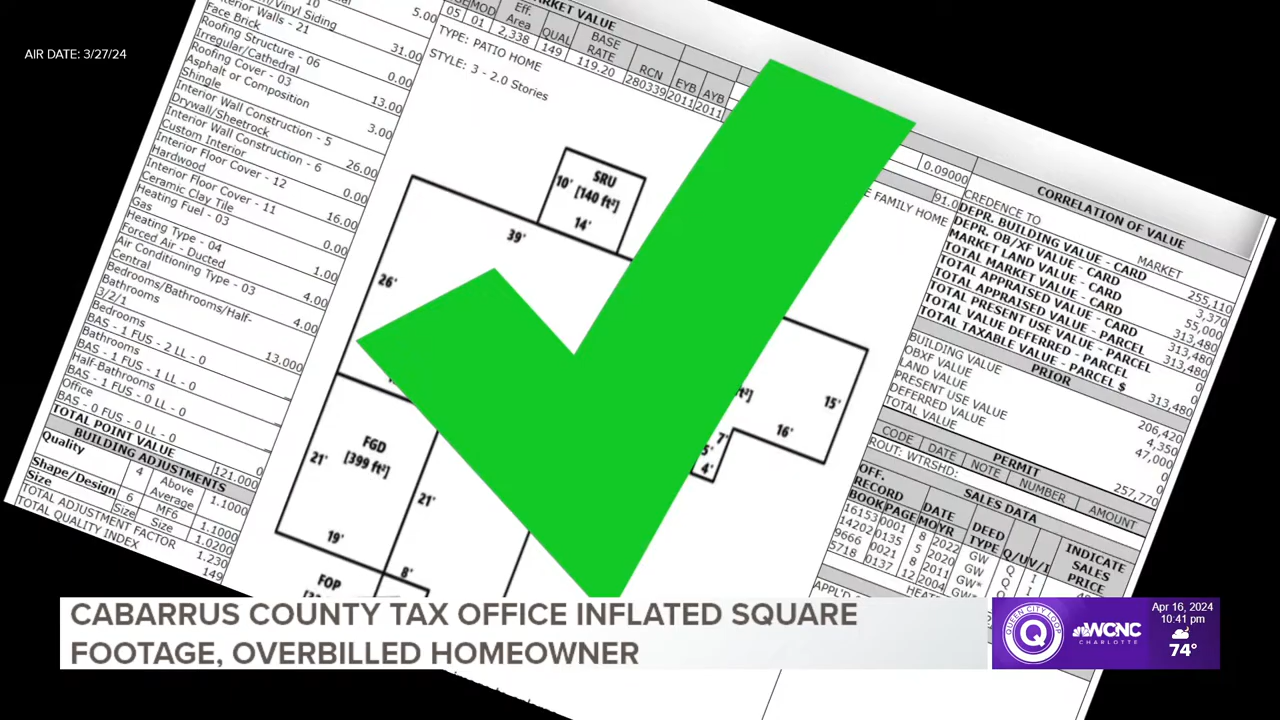 AIR DATE: 3/27/24
5.00
Walls - 21
31.00
Face Brick
Roofing Structure - 06
0.00
Irregular/Cathedral
Roofing Cover - 03
13.00
Asphalt or Composition
Shingle
3.00
Interior Wall Construction - 5
Drywall/Sheetrock
26.00
Interior Wall Construction - 6
Custom Interior
0.00
Interior Floor Cover - 12
Hardwood
16.00
Interior Floor Cover - 11
Ceramic Clay Tile
0.00
Heating Fuel - 03
Gas
1.00
Heating Type - 04
Forced Air - Ducted
4.00
Air Conditioning Type - 03
Central
4.00
Bedrooms/Bathrooms/Half-
Bathrooms
3/2/1
13.000
Bedrooms
BAS - 1 FUS - 2 LL - 0
Bathrooms
BAS - 1 FUS - 1 LL - 0
Half-Bathrooms
BAS - 1 FUS - 0 LL - 0
Office
BAS - 0 FUS - 0 LL - 0
0
TOTAL POINT VALUE
121.000
BUILDING ADJUSTMENTS
Quality 4 Above Average 1.1000
Shape/Design 6 MF6 1.1000
Size Size Size 1.0200
TOTAL ADJUSTMENT FACTOR 1.230
TOTAL QUALITY INDEX 149
MARKET VALUE
MOD Eff. Area QUAL BASE RATE RCN EYB AYB
05 01 2,338 149 119.20 280339 2011 2011
TYPE: PATIO HOME
STYLE: 3 - 2.0 Stories
SRU
10' [140 ft²]
14'
39'
26'
FGD
[399 ft²]
21'
21'
19'
8'
FOP
15'
16'
7'
5'
4'
0.09000
91.0
FAMILY HOME
CORRELATION OF VALUE
CREDENCE TO MARKET
DEPR. BUILDING VALUE - CARD 255,110
DEPR. OB/XF VALUE - CARD 3,370
MARKET LAND VALUE - CARD 55,000
TOTAL MARKET VALUE - CARD 313,480
TOTAL APPRAISED VALUE - CARD 313,480
TOTAL APPRAISED VALUE - PARCEL 313,480
TOTAL PRESENT USE VALUE - PARCEL 0
TOTAL VALUE DEFERRED - PARCEL 0
TOTAL TAXABLE VALUE - PARCEL $ 313,480
PRIOR
BUILDING VALUE 206,420
OBXF VALUE 4,350
LAND VALUE 47,000
PRESENT USE VALUE 0
DEFERRED VALUE 0
TOTAL VALUE 257,770
PERMIT
CODE DATE NOTE NUMBER AMOUNT
ROUT: WTRSHD:
SALES DATA
OFF. RECORD DATE DEED TYPE Q/UV/I INDICATE SALES PRICE
BOOK PAGE MO YR
16153 0001 8 2022 GW Q I
14202 0135 5 2020 GW Q I
9666 0021 8 2011 GW*
5718 0137 12 2004 GW*
CABARRUS COUNTY TAX OFFICE INFLATED SQUARE
FOOTAGE, OVERBILLED HOMEOWNER
QUEEN CITY LOOP
Q
WCNC
CHARLOTTE
Apr 16, 2024
10:41 pm
74°